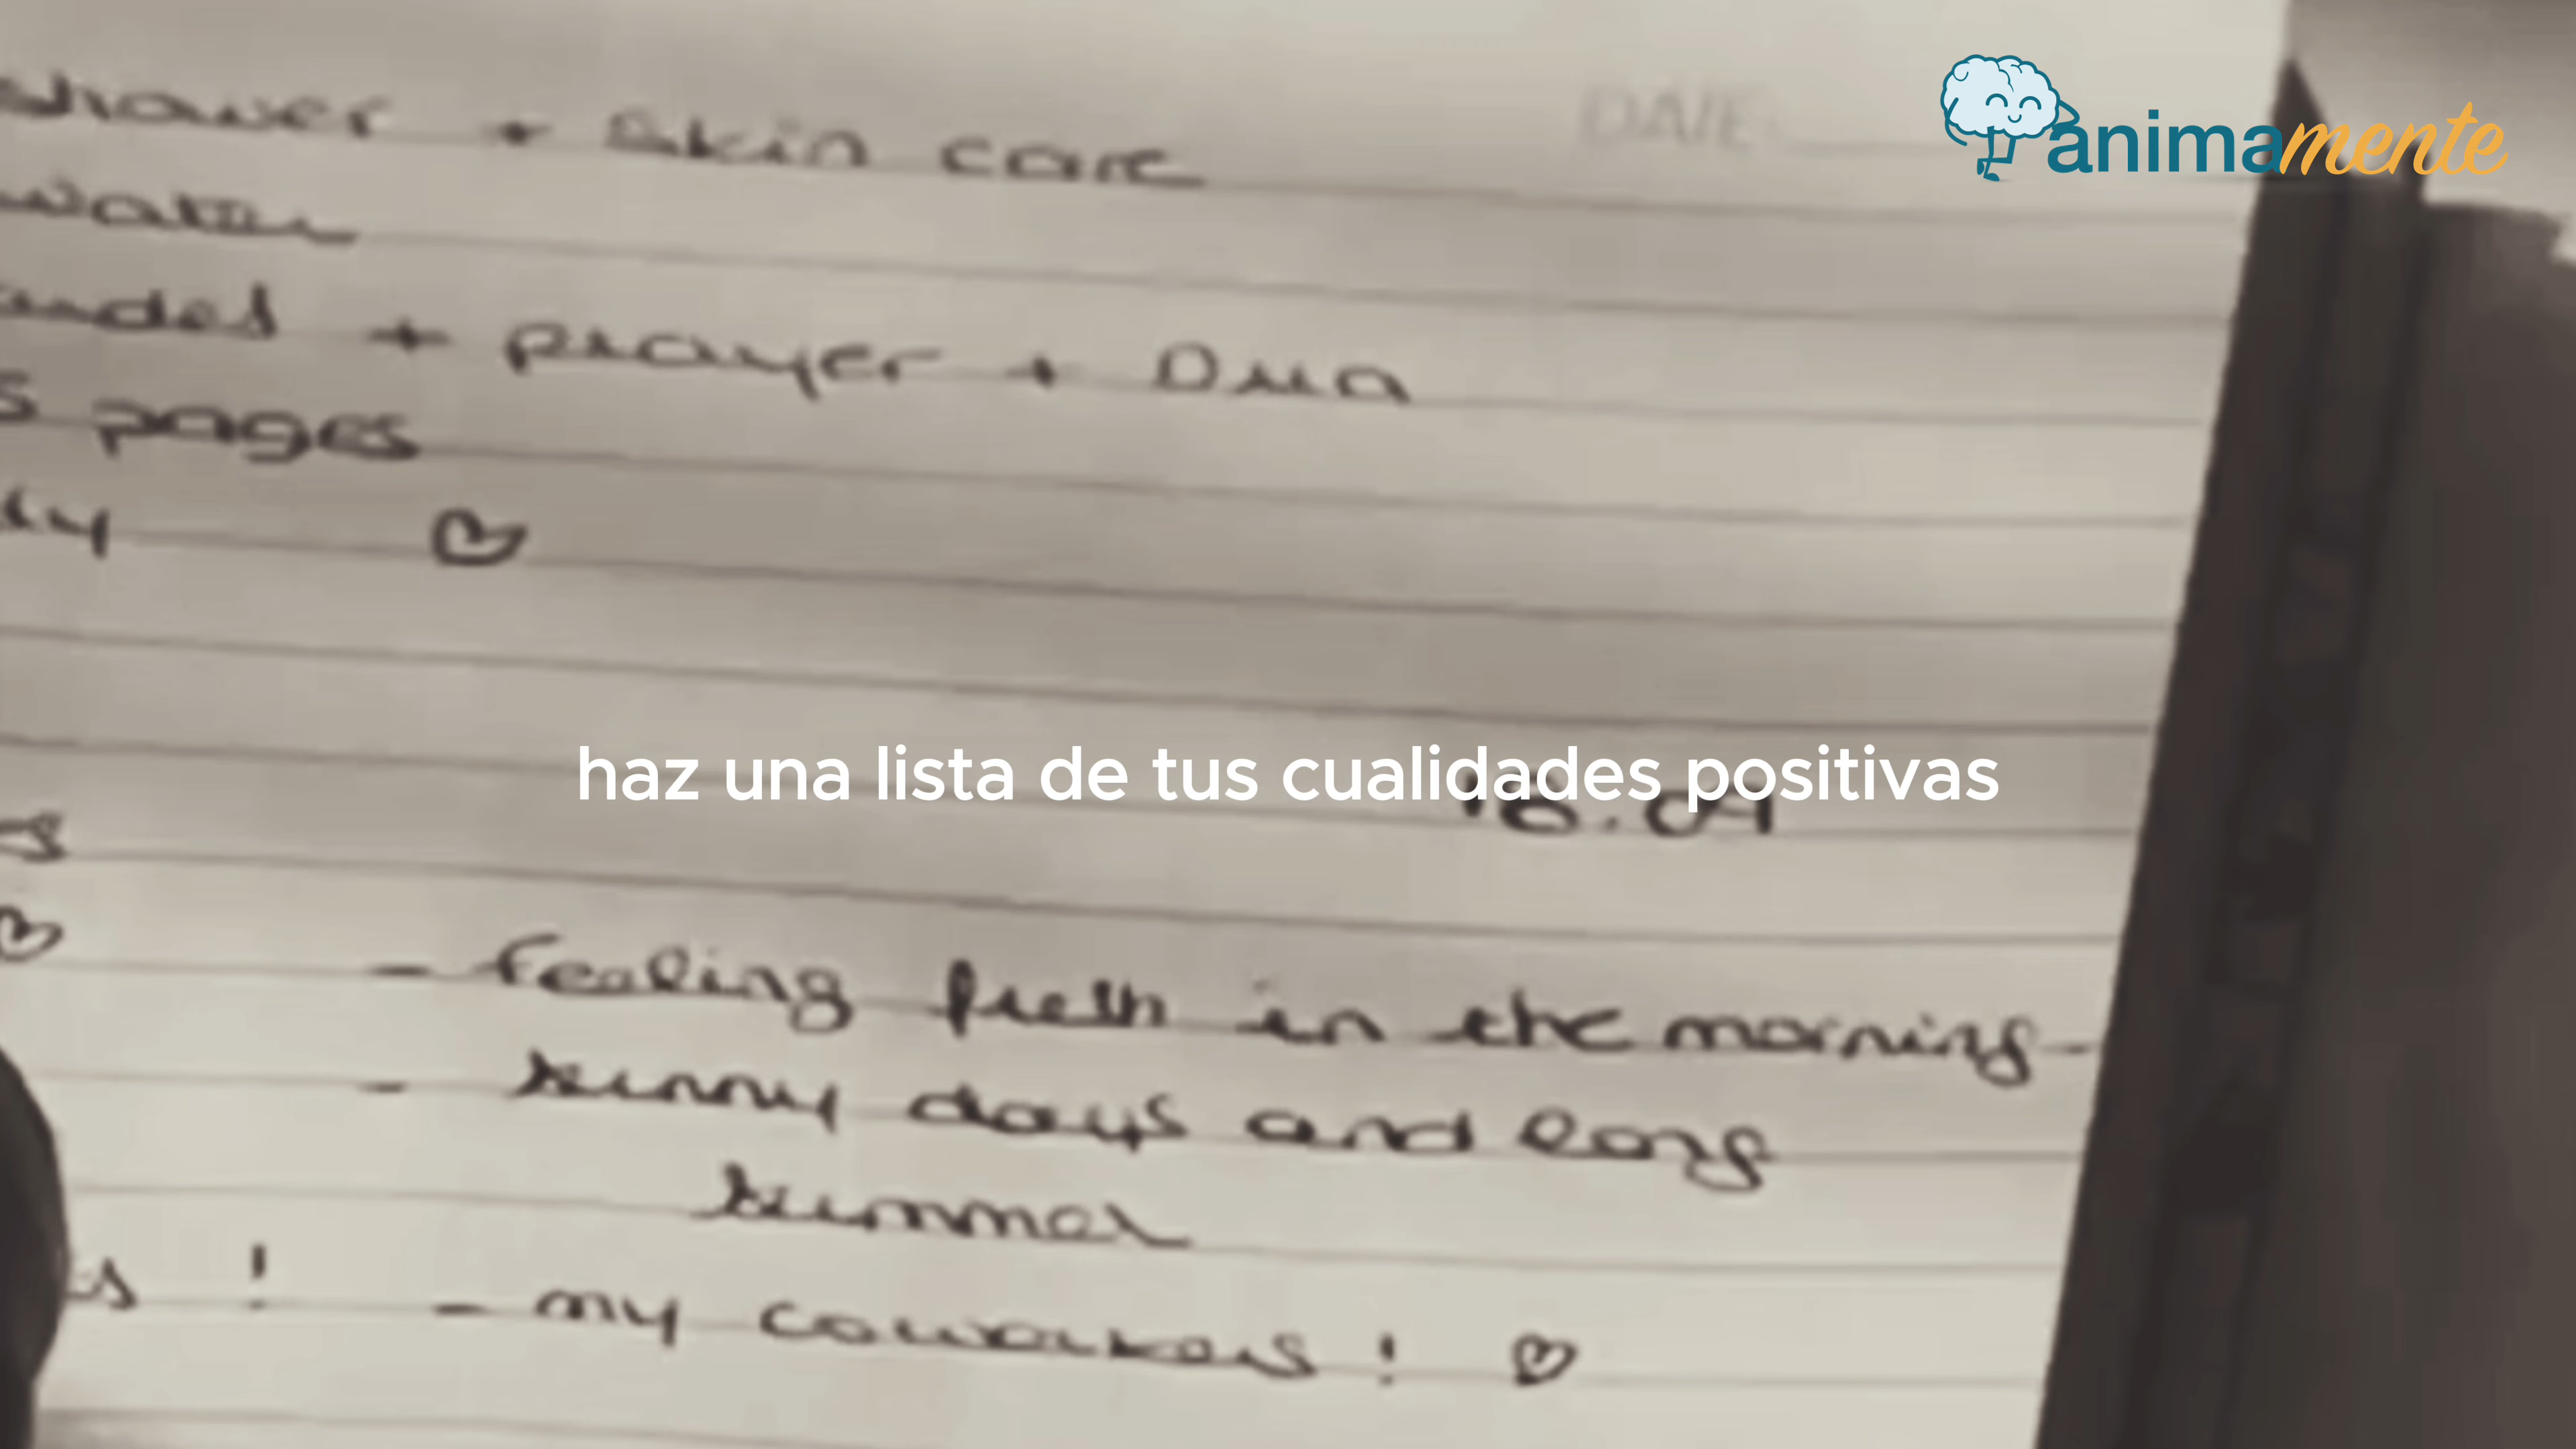 shower + skin care
DATE
animamente
water
+ prayer + Dua
pages
haz una lista de tus cualidades positivas
- feeling fresh in the morning -
- sunny days and long
summer
! - my coworkers !